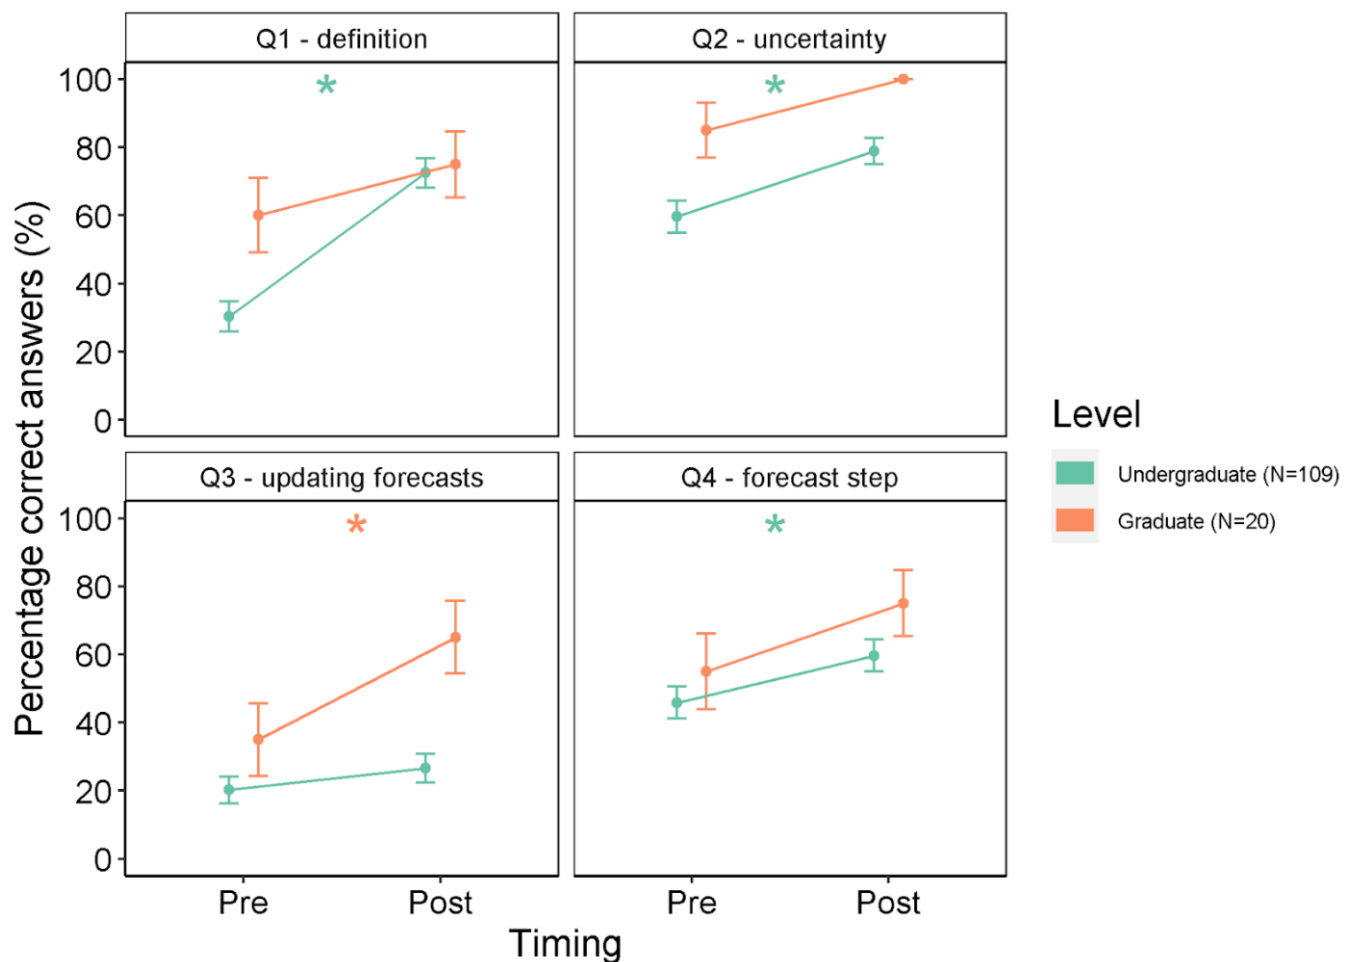 Q1 - definition
Q2 - uncertainty
100
80
60
40
20
0
*
*
Q3 - updating forecasts
Q4 - forecast step
100
80
60
40
20
0
*
*
Pre
Post
Pre
Post
Timing
Percentage correct answers (%)
Level
Undergraduate (N=109)
Graduate (N=20)